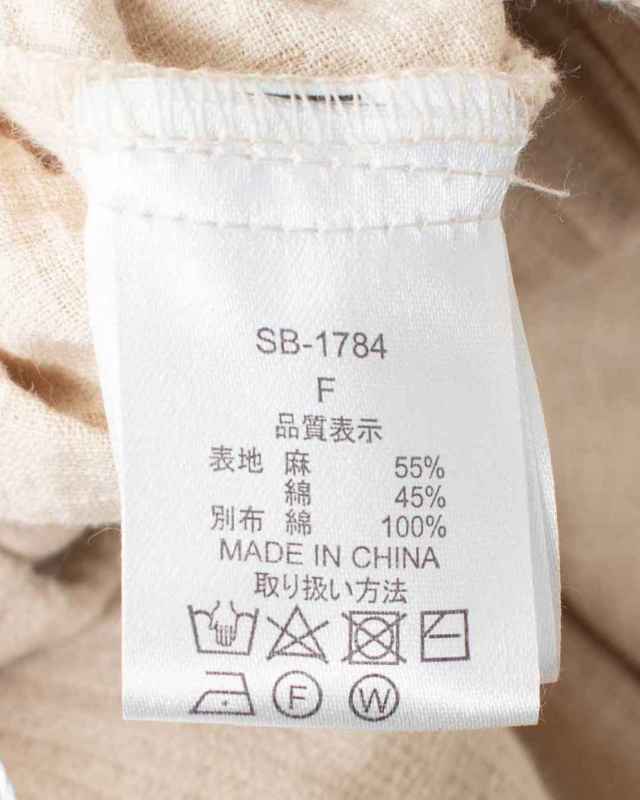 SB-1784
F
品質表示
表地 麻 55%
綿 45%
別布 綿 100%
MADE IN CHINA
取り扱い方法
F W